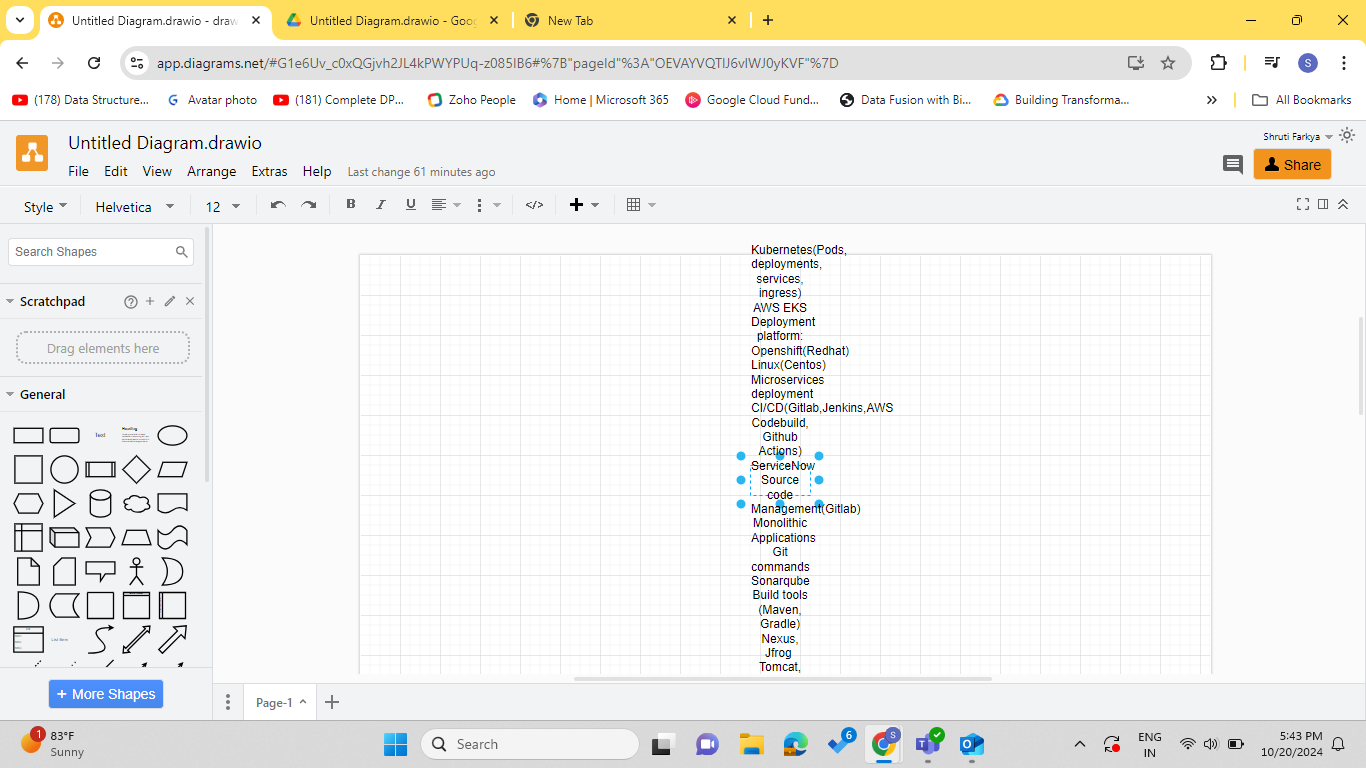 Untitled Diagram.drawio - draw
Untitled Diagram.drawio - Goo
New Tab
app.diagrams.net/#G1e6Uv_c0xQGjvh2JL4kPWYPUq-z085IB6#%7B"pageId"%3A"OEVAYVQTlJ6vIWJ0yKVF"%7D
S
(178) Data Structure...
Avatar photo
(181) Complete DP...
Zoho People
Home | Microsoft 365
Google Cloud Fund...
Data Fusion with Bi...
Building Transforma...
All Bookmarks
Untitled Diagram.drawio
Shruti Farkya
File Edit View Arrange Extras Help Last change 61 minutes ago
Share
Style Helvetica 12 B I U
Search Shapes
Scratchpad
Drag elements here
General
Text
Heading
List Item
+ More Shapes
Kubernetes(Pods,
deployments,
services,
ingress)
AWS EKS
Deployment
platform:
Openshift(Redhat)
Linux(Centos)
Microservices
deployment
CI/CD(Gitlab,Jenkins,AWS
Codebuild,
Github
Actions)
ServiceNow
Source
code
Management(Gitlab)
Monolithic
Applications
Git
commands
Sonarqube
Build tools
(Maven,
Gradle)
Nexus,
Jfrog
Tomcat,
Page-1
1
83°F
Sunny
Search
6
S
ENG
IN
5:43 PM
10/20/2024